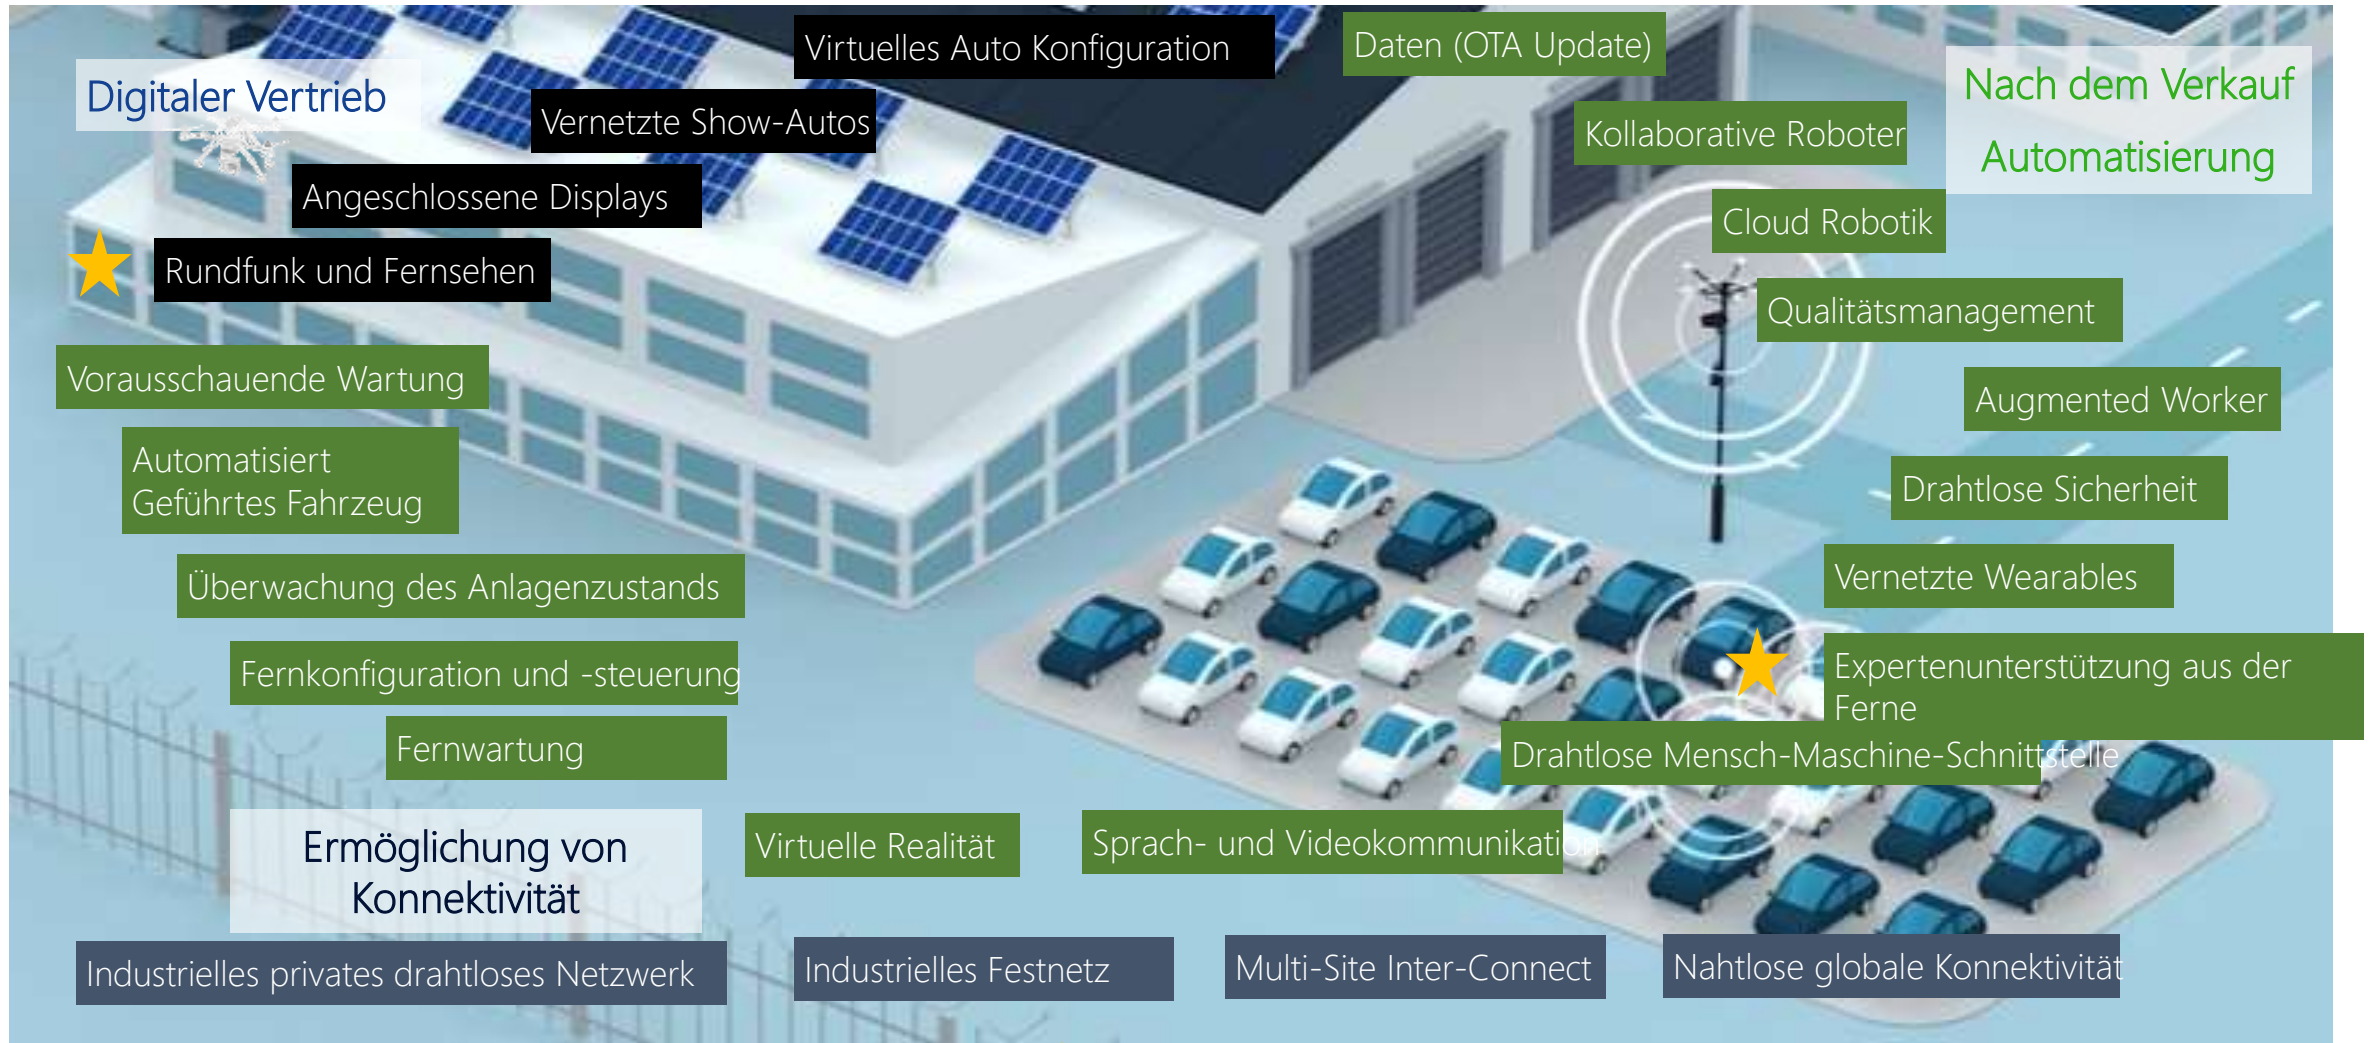 Digitaler Vertrieb
Virtuelles Auto Konfiguration
Vernetzte Show-Autos
Angeschlossene Displays
Rundfunk und Fernsehen
Daten (OTA Update)
Nach dem Verkauf
Automatisierung
Kollaborative Roboter
Cloud Robotik
Qualitätsmanagement
Augmented Worker
Drahtlose Sicherheit
Vernetzte Wearables
Expertenunterstützung aus der
Ferne
Drahtlose Mensch-Maschine-Schnittstelle
Vorausschauende Wartung
Automatisiert
Geführtes Fahrzeug
Überwachung des Anlagenzustands
Fernkonfiguration und -steuerung
Fernwartung
Virtuelle Realität
Sprach- und Videokommunikation
Ermöglichung von
Konnektivität
Industrielles privates drahtloses Netzwerk
Industrielles Festnetz
Multi-Site Inter-Connect
Nahtlose globale Konnektivität